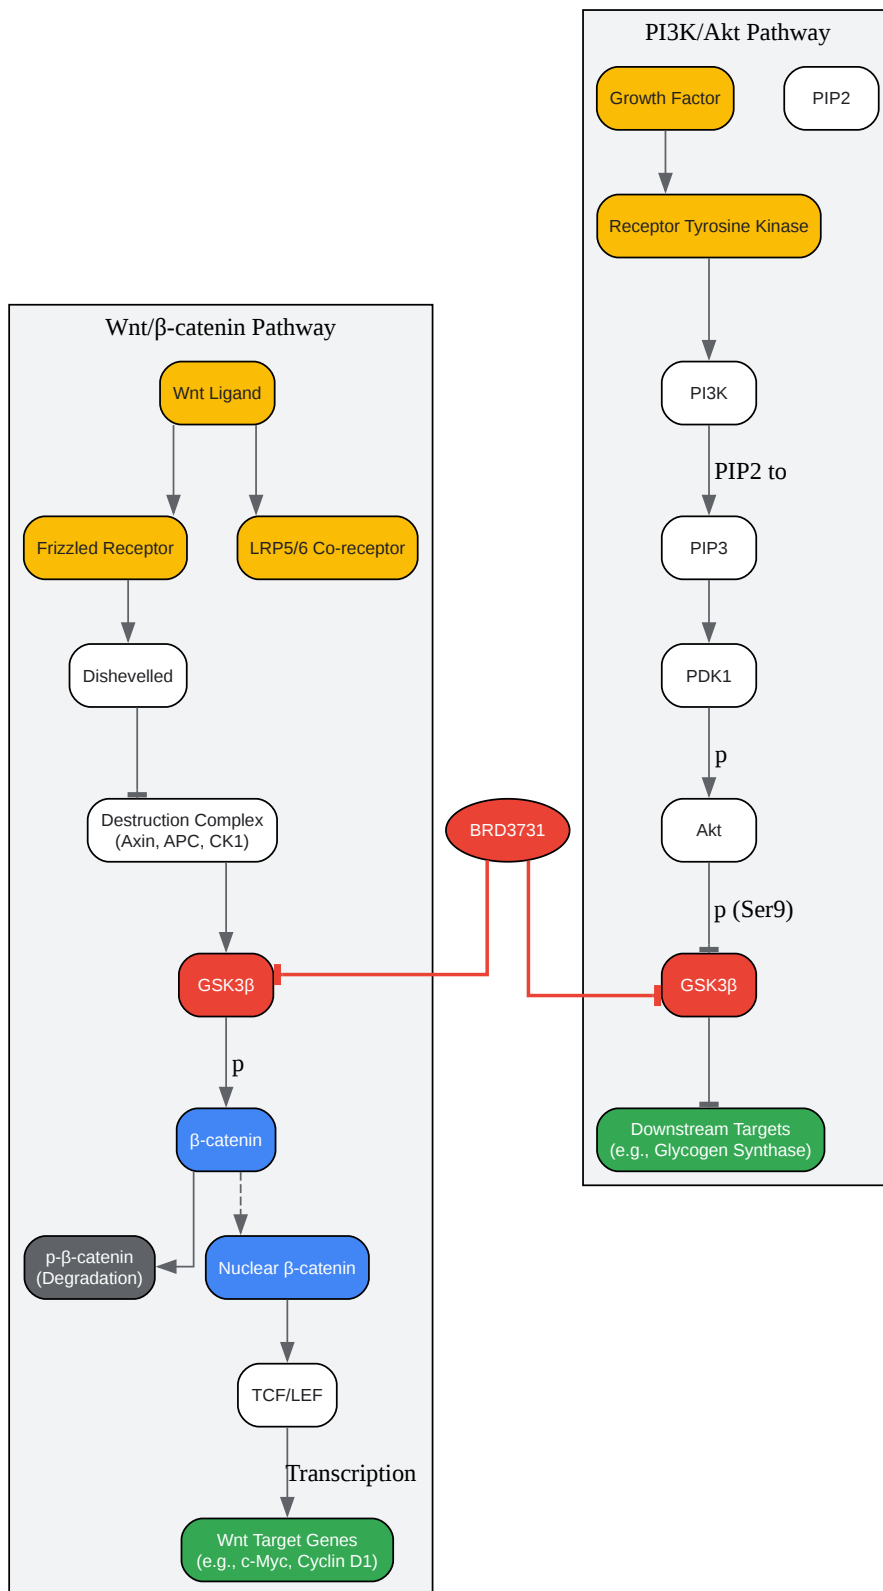 PI3K/Akt Pathway
Growth Factor
PIP2
Receptor Tyrosine Kinase
PI3K
PIP2 to
PIP3
PDK1
p
Akt
p (Ser9)
GSK3β
Downstream Targets
(e.g., Glycogen Synthase)
Wnt/β-catenin Pathway
Wnt Ligand
Frizzled Receptor
LRP5/6 Co-receptor
Dishevelled
Destruction Complex
(Axin, APC, CK1)
BRD3731
GSK3β
p
β-catenin
p-β-catenin
(Degradation)
Nuclear β-catenin
TCF/LEF
Transcription
Wnt Target Genes
(e.g., c-Myc, Cyclin D1)